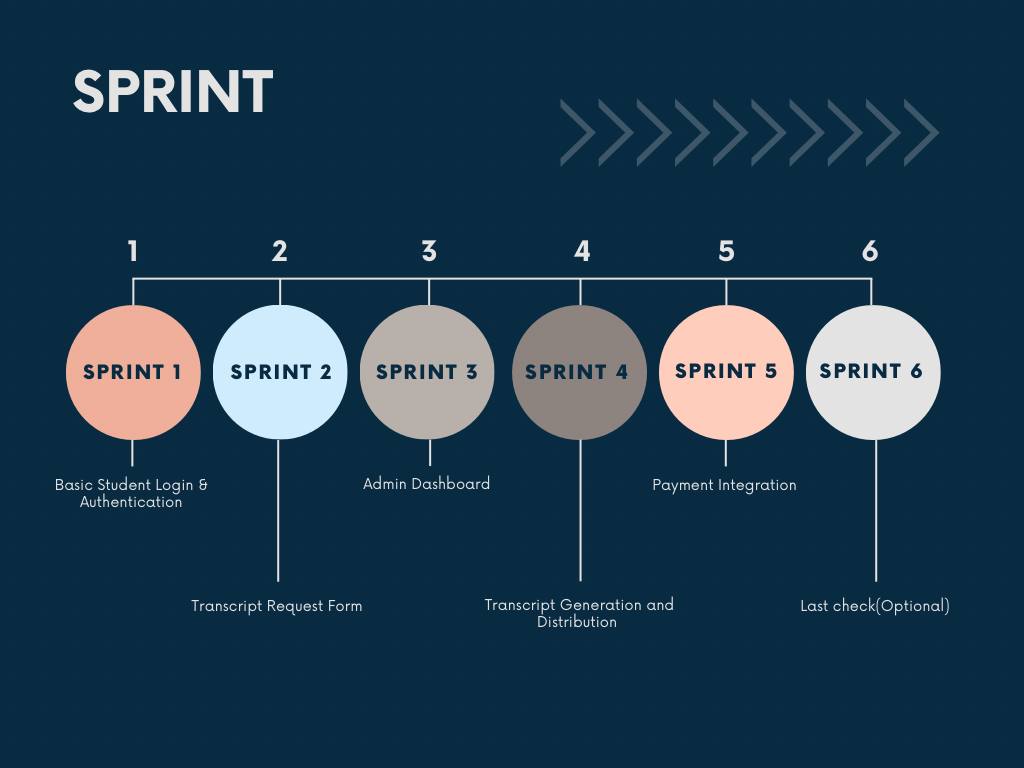 SPRINT
1
2
3
4
5
6
SPRINT 1
SPRINT 2
SPRINT 3
SPRINT 4
SPRINT 5
SPRINT 6
Basic Student Login &
Authentication
Admin Dashboard
Payment Integration
Transcript Request Form
Transcript Generation and
Distribution
Last check(Optional)